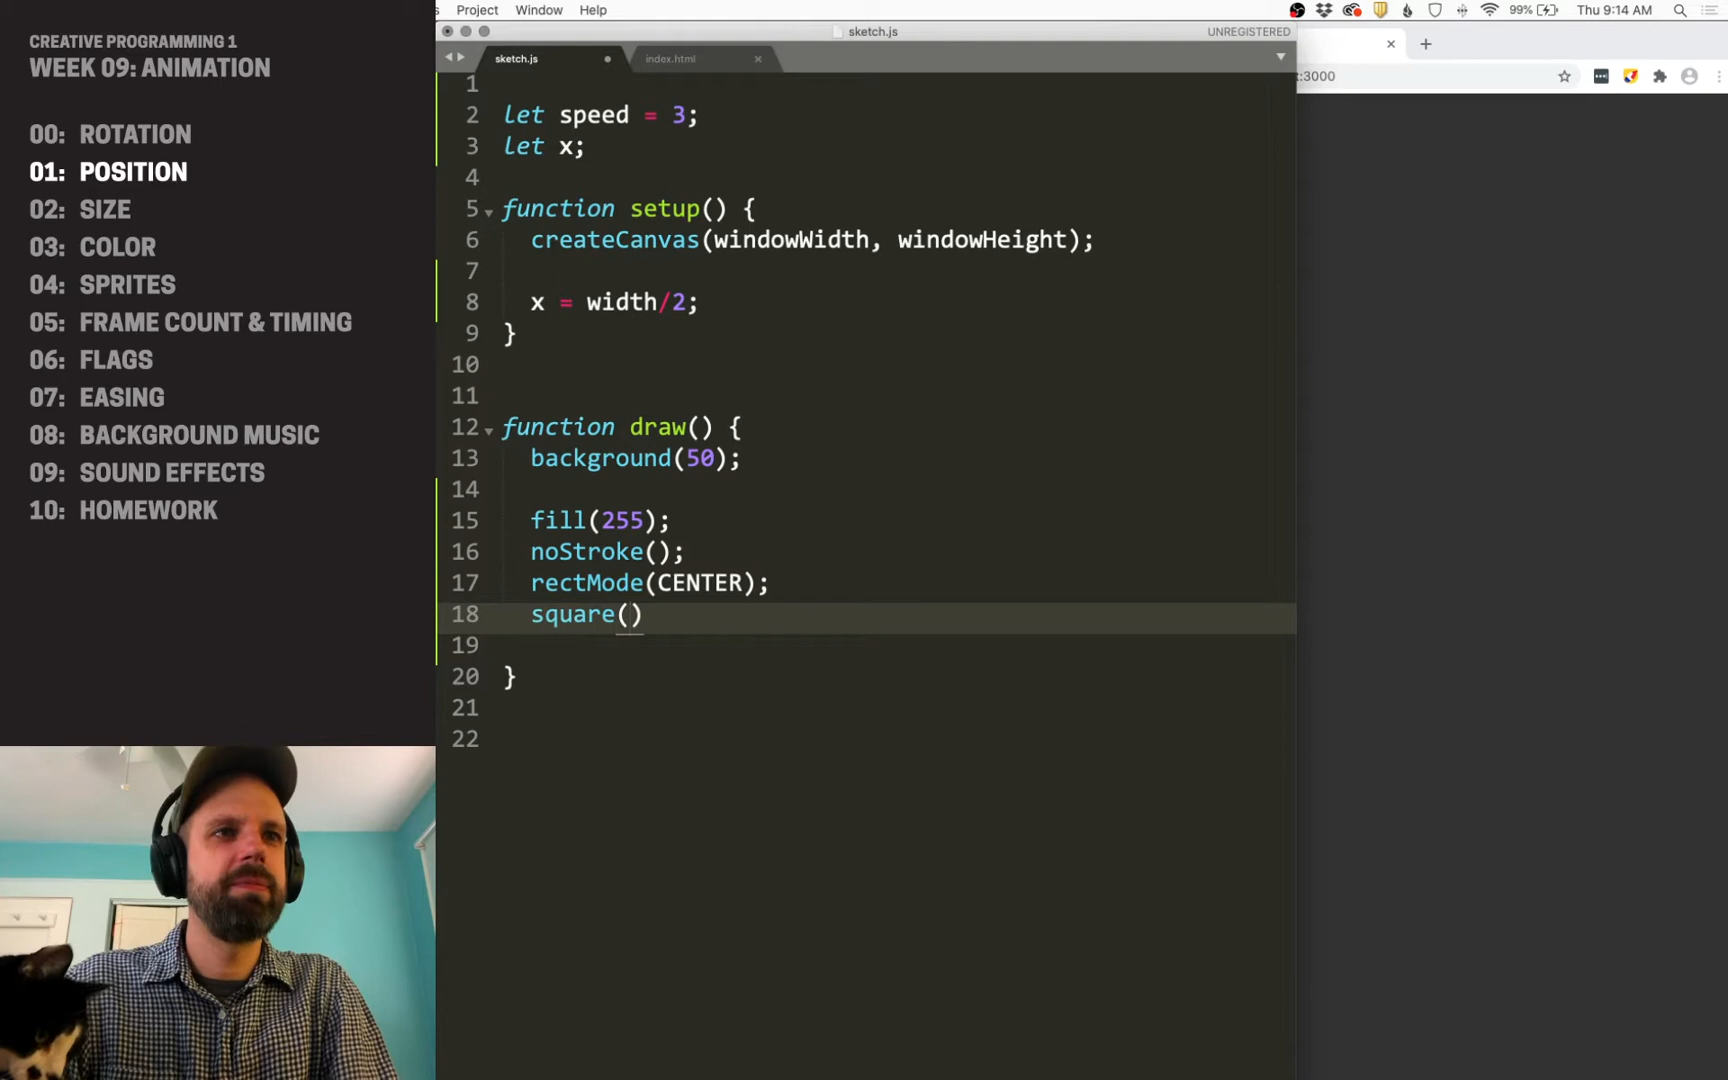 CREATIVE PROGRAMMING 1
WEEK 09: ANIMATION
00: ROTATION
01: POSITION
02: SIZE
03: COLOR
04: SPRITES
05: FRAME COUNT & TIMING
06: FLAGS
07: EASING
08: BACKGROUND MUSIC
09: SOUND EFFECTS
10: HOMEWORK
Project Window Help
99% Thu 9:14 AM
sketch.js UNREGISTERED
sketch.js index.html
:3000
1
2 let speed = 3;
3 let x;
4
5 function setup() {
6 createCanvas(windowWidth, windowHeight);
7
8 x = width/2;
9 }
10
11
12 function draw() {
13 background(50);
14
15 fill(255);
16 noStroke();
17 rectMode(CENTER);
18 square()
19
20 }
21
22